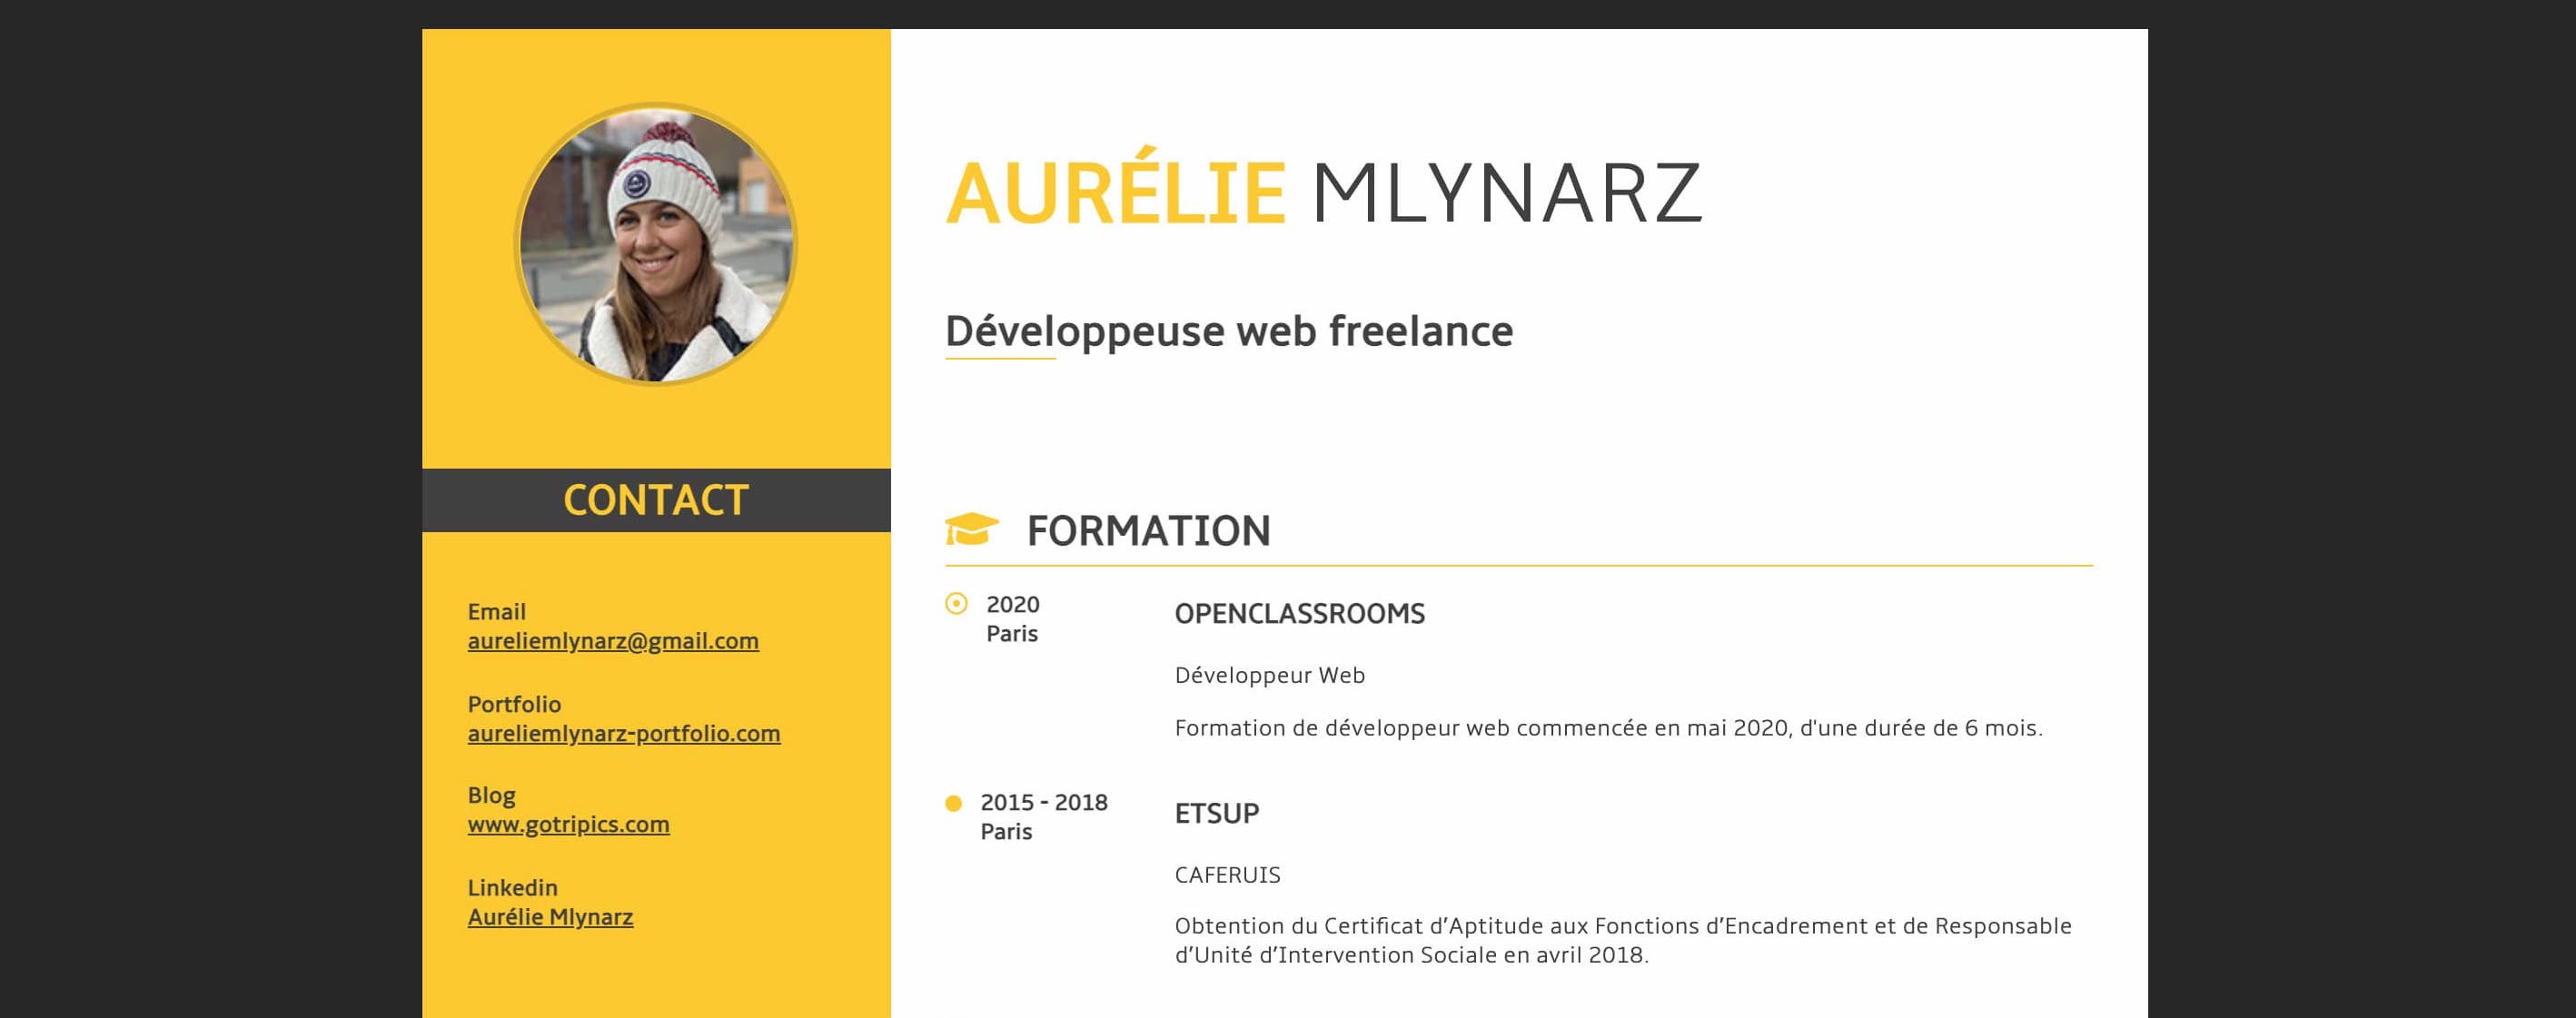 AURÉLIE MLYNARZ
Développeuse web freelance
CONTACT
Email
aureliemlynarz@gmail.com
Portfolio
aureliemlynarz-portfolio.com
Blog
www.gotripics.com
Linkedin
Aurélie Mlynarz
FORMATION
2020
Paris
OPENCLASSROOMS
Développeur Web
Formation de développeur web commencée en mai 2020, d'une durée de 6 mois.
2015 - 2018
Paris
ETSUP
CAFERUIS
Obtention du Certificat d’Aptitude aux Fonctions d’Encadrement et de Responsable
d’Unité d’Intervention Sociale en avril 2018.